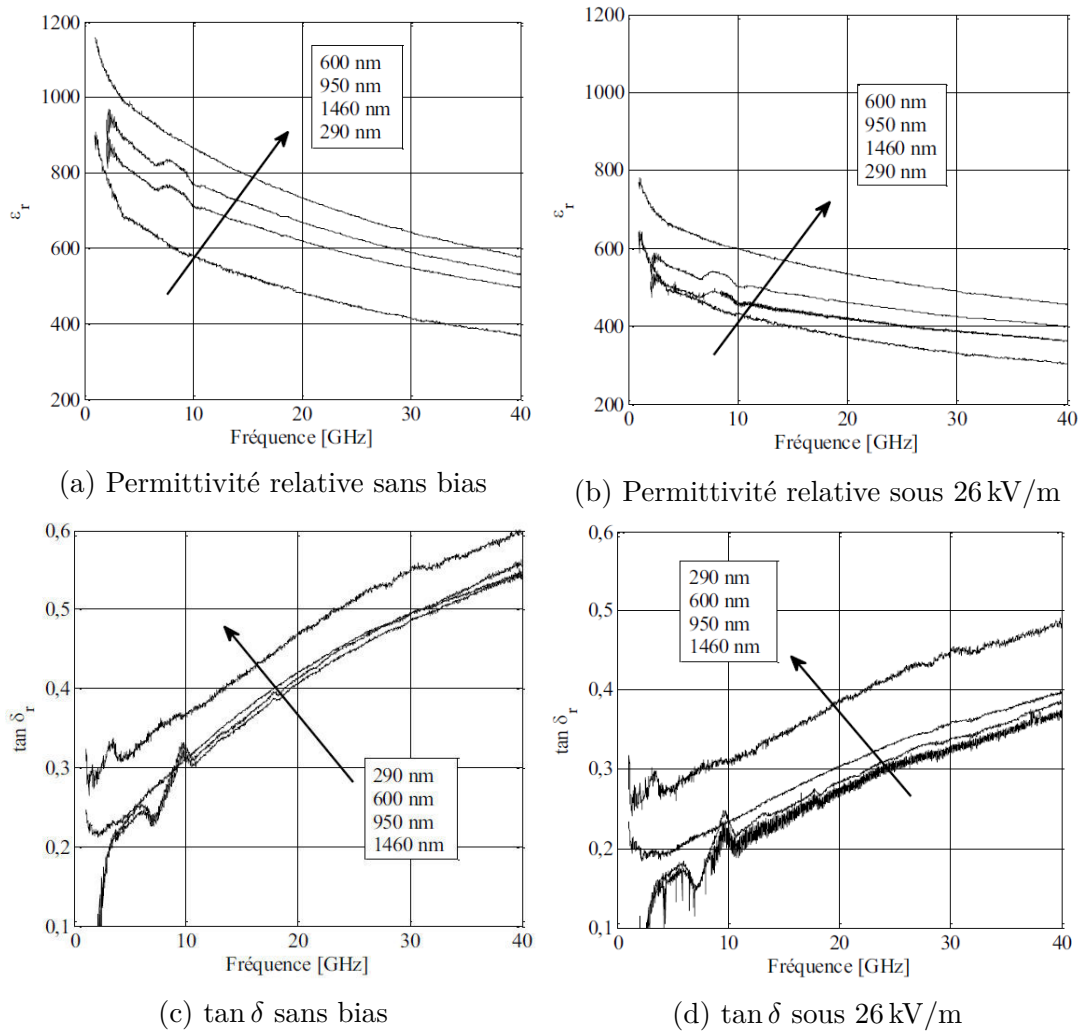 1200
1000
800
600
400
200
ε_r
600 nm
950 nm
1460 nm
290 nm
0 10 20 30 40
Fréquence [GHz]
(a) Permittivité relative sans bias
1200
1000
800
600
400
200
ε_r
600 nm
950 nm
1460 nm
290 nm
0 10 20 30 40
Fréquence [GHz]
(b) Permittivité relative sous 26 kV/m
0,6
0,5
0,4
0,3
0,2
0,1
tan δ_r
290 nm
600 nm
950 nm
1460 nm
0 10 20 30 40
Fréquence [GHz]
(c) tan δ sans bias
0,6
0,5
0,4
0,3
0,2
0,1
tan δ_r
290 nm
600 nm
950 nm
1460 nm
0 10 20 30 40
Fréquence [GHz]
(d) tan δ sous 26 kV/m